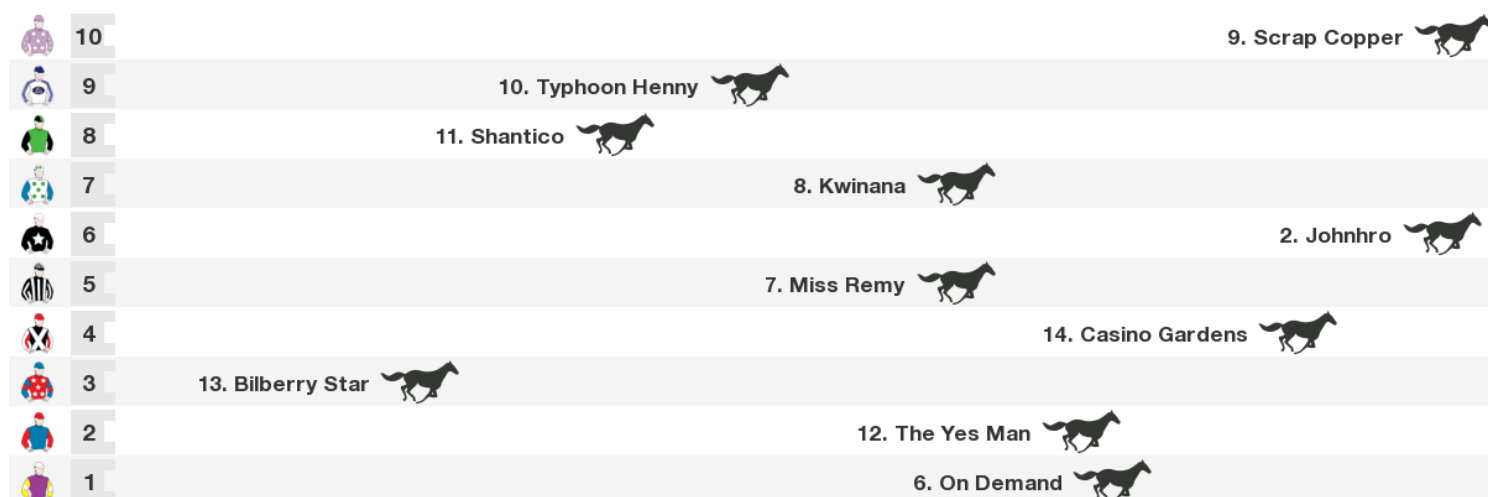 10 9. Scrap Copper
9 10. Typhoon Henny
8 11. Shantico
7 8. Kwinana
6 2. Johnhro
5 7. Miss Remy
4 14. Casino Gardens
3 13. Bilberry Star
2 12. The Yes Man
1 6. On Demand